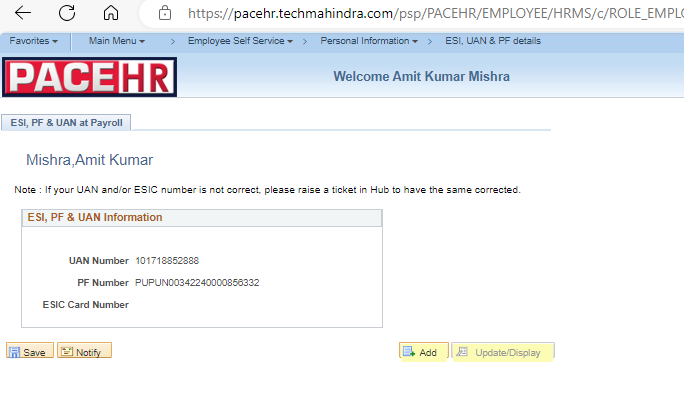 https://pacehr.techmahindra.com/psp/PACEHR/EMPLOYEE/HRMS/c/ROLE_EMPL
Favorites Main Menu > Employee Self Service > Personal Information > ESI, UAN & PF details
PACEHR Welcome Amit Kumar Mishra
ESI, PF & UAN at Payroll
Mishra,Amit Kumar
Note : If your UAN and/or ESIC number is not correct, please raise a ticket in Hub to have the same corrected.
ESI, PF & UAN Information
UAN Number 101718852888
PF Number PUPUN00342240000856332
ESIC Card Number
Save Notify Add Update/Display